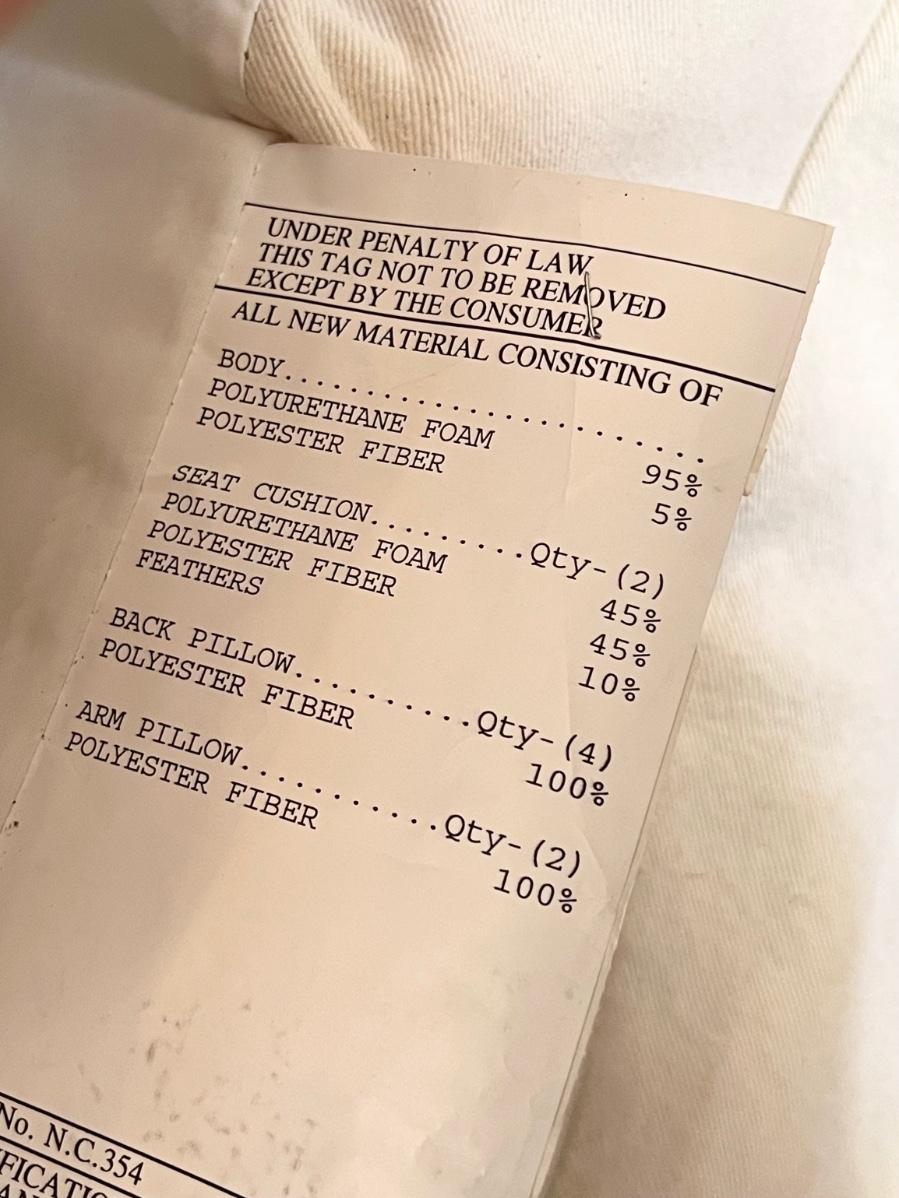 UNDER PENALTY OF LAW
THIS TAG NOT TO BE REMOVED
EXCEPT BY THE CONSUMER
ALL NEW MATERIAL CONSISTING OF
BODY..........................
POLYURETHANE FOAM 95%
POLYESTER FIBER 5%
SEAT CUSHION..........Qty-(2)
POLYURETHANE FOAM 45%
POLYESTER FIBER 45%
FEATHERS 10%
BACK PILLOW...........Qty-(4)
POLYESTER FIBER 100%
ARM PILLOW............Qty-(2)
POLYESTER FIBER 100%
No. N.C.354